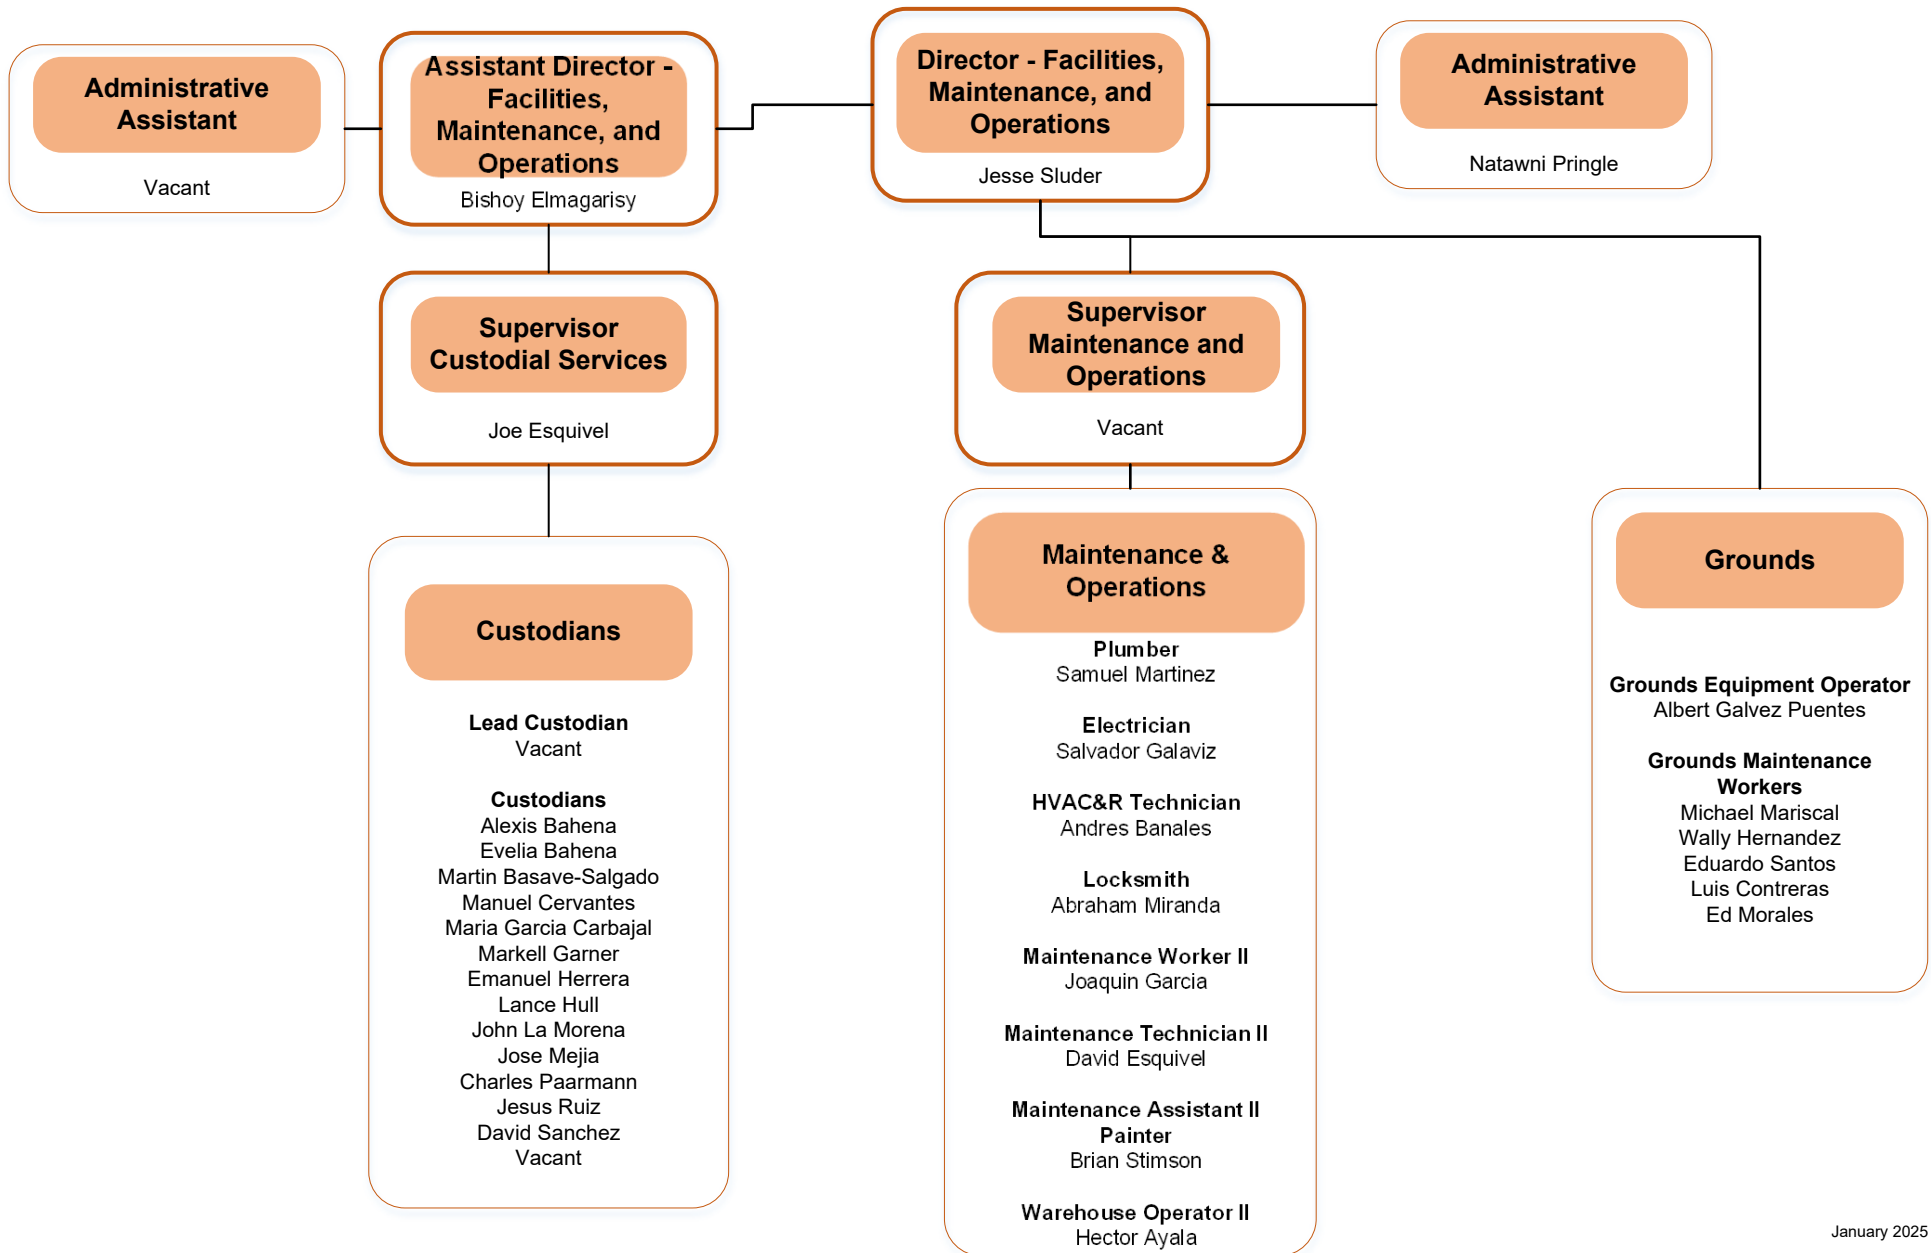 Administrative
Assistant
Vacant
Assistant Director -
Facilities,
Maintenance, and
Operations
Bishoy Elmagarisy
Director - Facilities,
Maintenance, and
Operations
Jesse Sluder
Administrative
Assistant
Natawni Pringle
Supervisor
Custodial Services
Joe Esquivel
Supervisor
Maintenance and
Operations
Vacant
Custodians
Lead Custodian
Vacant
Custodians
Alexis Bahena
Evelia Bahena
Martin Basave-Salgado
Manuel Cervantes
Maria Garcia Carbajal
Markell Garner
Emanuel Herrera
Lance Hull
John La Morena
Jose Mejia
Charles Paarmann
Jesus Ruiz
David Sanchez
Vacant
Maintenance &
Operations
Plumber
Samuel Martinez
Electrician
Salvador Galaviz
HVAC&R Technician
Andres Banales
Locksmith
Abraham Miranda
Maintenance Worker II
Joaquin Garcia
Maintenance Technician II
David Esquivel
Maintenance Assistant II
Painter
Brian Stimson
Warehouse Operator II
Hector Ayala
Grounds
Grounds Equipment Operator
Albert Galvez Puentes
Grounds Maintenance
Workers
Michael Mariscal
Wally Hernandez
Eduardo Santos
Luis Contreras
Ed Morales
January 2025